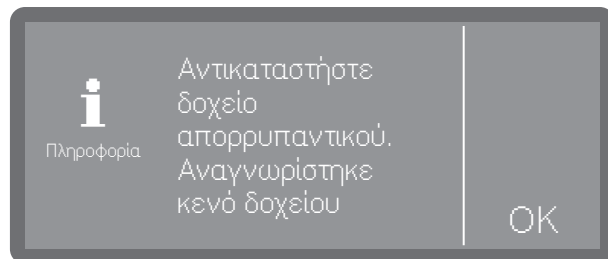 Πληροφορία
Αντικαταστήστε
δοχείο
απορρυπαντικού.
Αναγνωρίστηκε
κενό δοχείου
OK